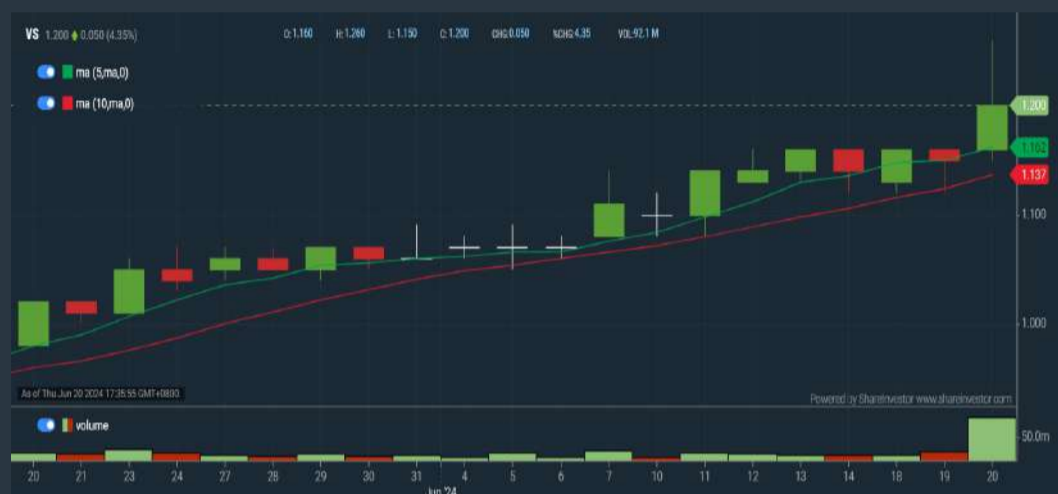 VS 1.200 0.050 (4.35%) O: 1.160 H: 1.260 L: 1.150 C: 1.200 CHG: 0.050 %CHG: 4.35 VOL: 92.1 M
ma (5,ma,0)
ma (10,ma,0)
1.200
1.162
1.137
1.100
1.000
As of Thu Jun 20 2024 17:35:55 GMT+0800
Powered by ShareInvestor www.shareinvestor.com
volume
50.0m
20 21 23 24 27 28 29 30 31 4 5 6 7 10 11 12 13 14 18 19 20
Jun '24